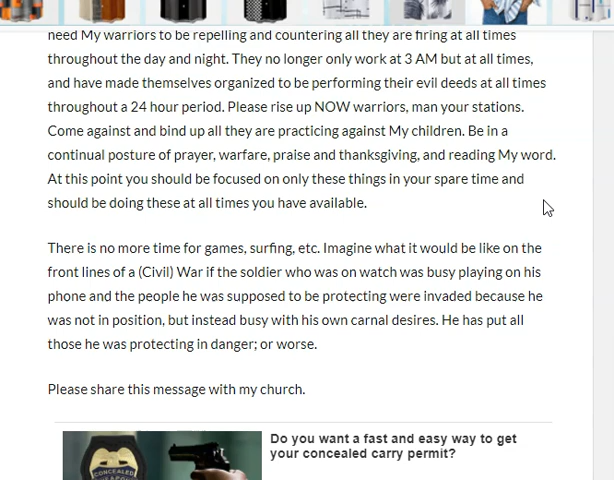 need My warriors to be repelling and countering all they are firing at all times
throughout the day and night. They no longer only work at 3 AM but at all times,
and have made themselves organized to be performing their evil deeds at all times
throughout a 24 hour period. Please rise up NOW warriors, man your stations.
Come against and bind up all they are practicing against My children. Be in a
continual posture of prayer, warfare, praise and thanksgiving, and reading My word.
At this point you should be focused on only these things in your spare time and
should be doing these at all times you have available.
There is no more time for games, surfing, etc. Imagine what it would be like on the
front lines of a (Civil) War if the soldier who was on watch was busy playing on his
phone and the people he was supposed to be protecting were invaded because he
was not in position, but instead busy with his own carnal desires. He has put all
those he was protecting in danger; or worse.
Please share this message with my church.
Do you want a fast and easy way to get
your concealed carry permit?
CONCEALED